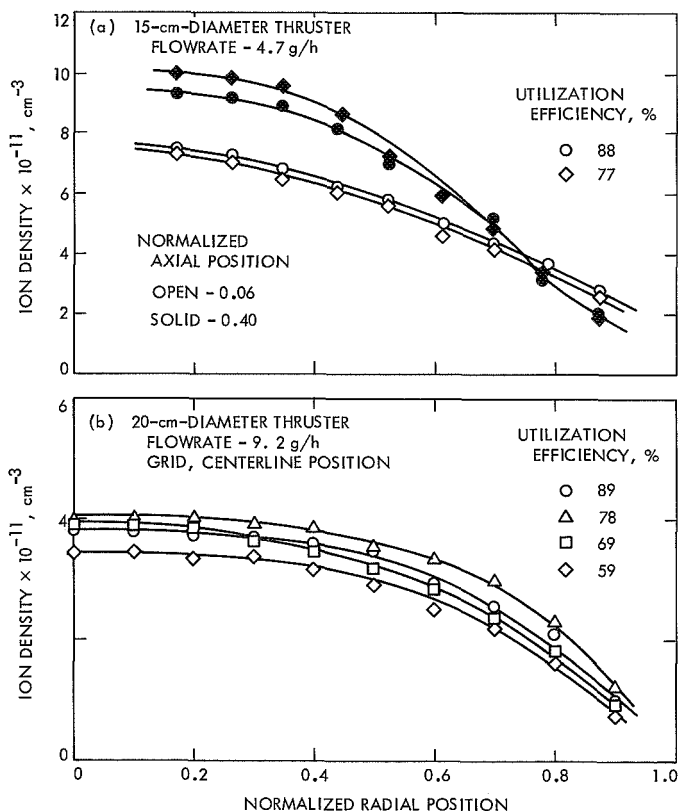 (a) 15-cm-DIAMETER THRUSTER
FLOWRATE - 4.7 g/h
UTILIZATION
EFFICIENCY, %
○ 88
◇ 77
NORMALIZED
AXIAL POSITION
OPEN - 0.06
SOLID - 0.40
ION DENSITY × 10⁻¹¹, cm⁻³
12
10
8
6
4
2
0
(b) 20-cm-DIAMETER THRUSTER
FLOWRATE - 9.2 g/h
GRID, CENTERLINE POSITION
UTILIZATION
EFFICIENCY, %
○ 89
△ 78
□ 69
◇ 59
ION DENSITY × 10⁻¹¹, cm⁻³
6
4
0
0 0.2 0.4 0.6 0.8 1.0
NORMALIZED RADIAL POSITION